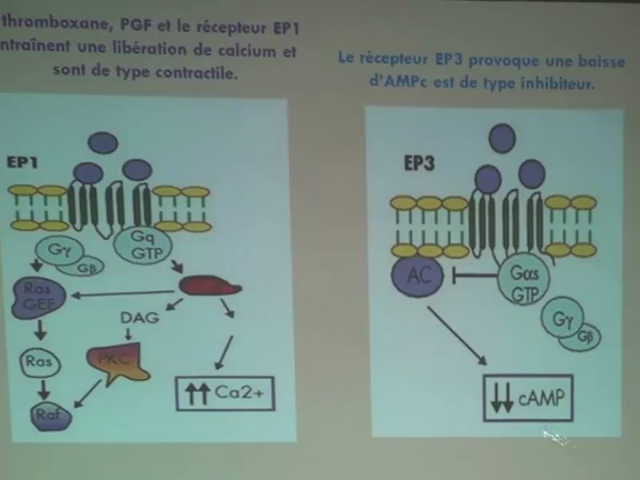 thromboxane, PGF et le récepteur EP1
ntraînent une libération de calcium et
sont de type contractile.
Le récepteur EP3 provoque une baisse
d'AMPc est de type inhibiteur.
EP1
Gγ
Gβ
Gq
GTP
Ras
GEF
DAG
Ras
PKC
Raf
Ca2+
EP3
AC
Gαs
GTP
Gγ
Gβ
cAMP